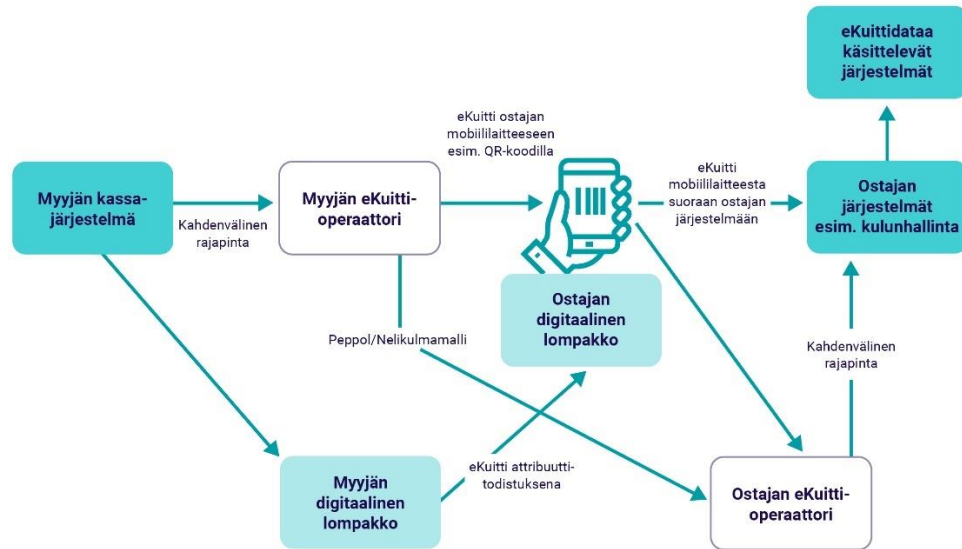 eKuittidataa
käsittelevät
järjestelmät
eKuitti ostajan
mobiililaitteeseen
esim. QR-koodilla
Myyjän kassa-
järjestelmä
Kahdenvälinen
rajapinta
Myyjän eKuitti-
operaattori
eKuitti
mobiililaitteesta
suoraan ostajan
järjestelmään
Ostajan
järjestelmät
esim. kulunhallinta
Ostajan
digitaalinen
lompakko
Peppol/Nelikulmamalli
Kahdenvälinen
rajapinta
Myyjän
digitaalinen
lompakko
eKuitti attribuutti-
todistuksena
Ostajan eKuitti-
operaattori